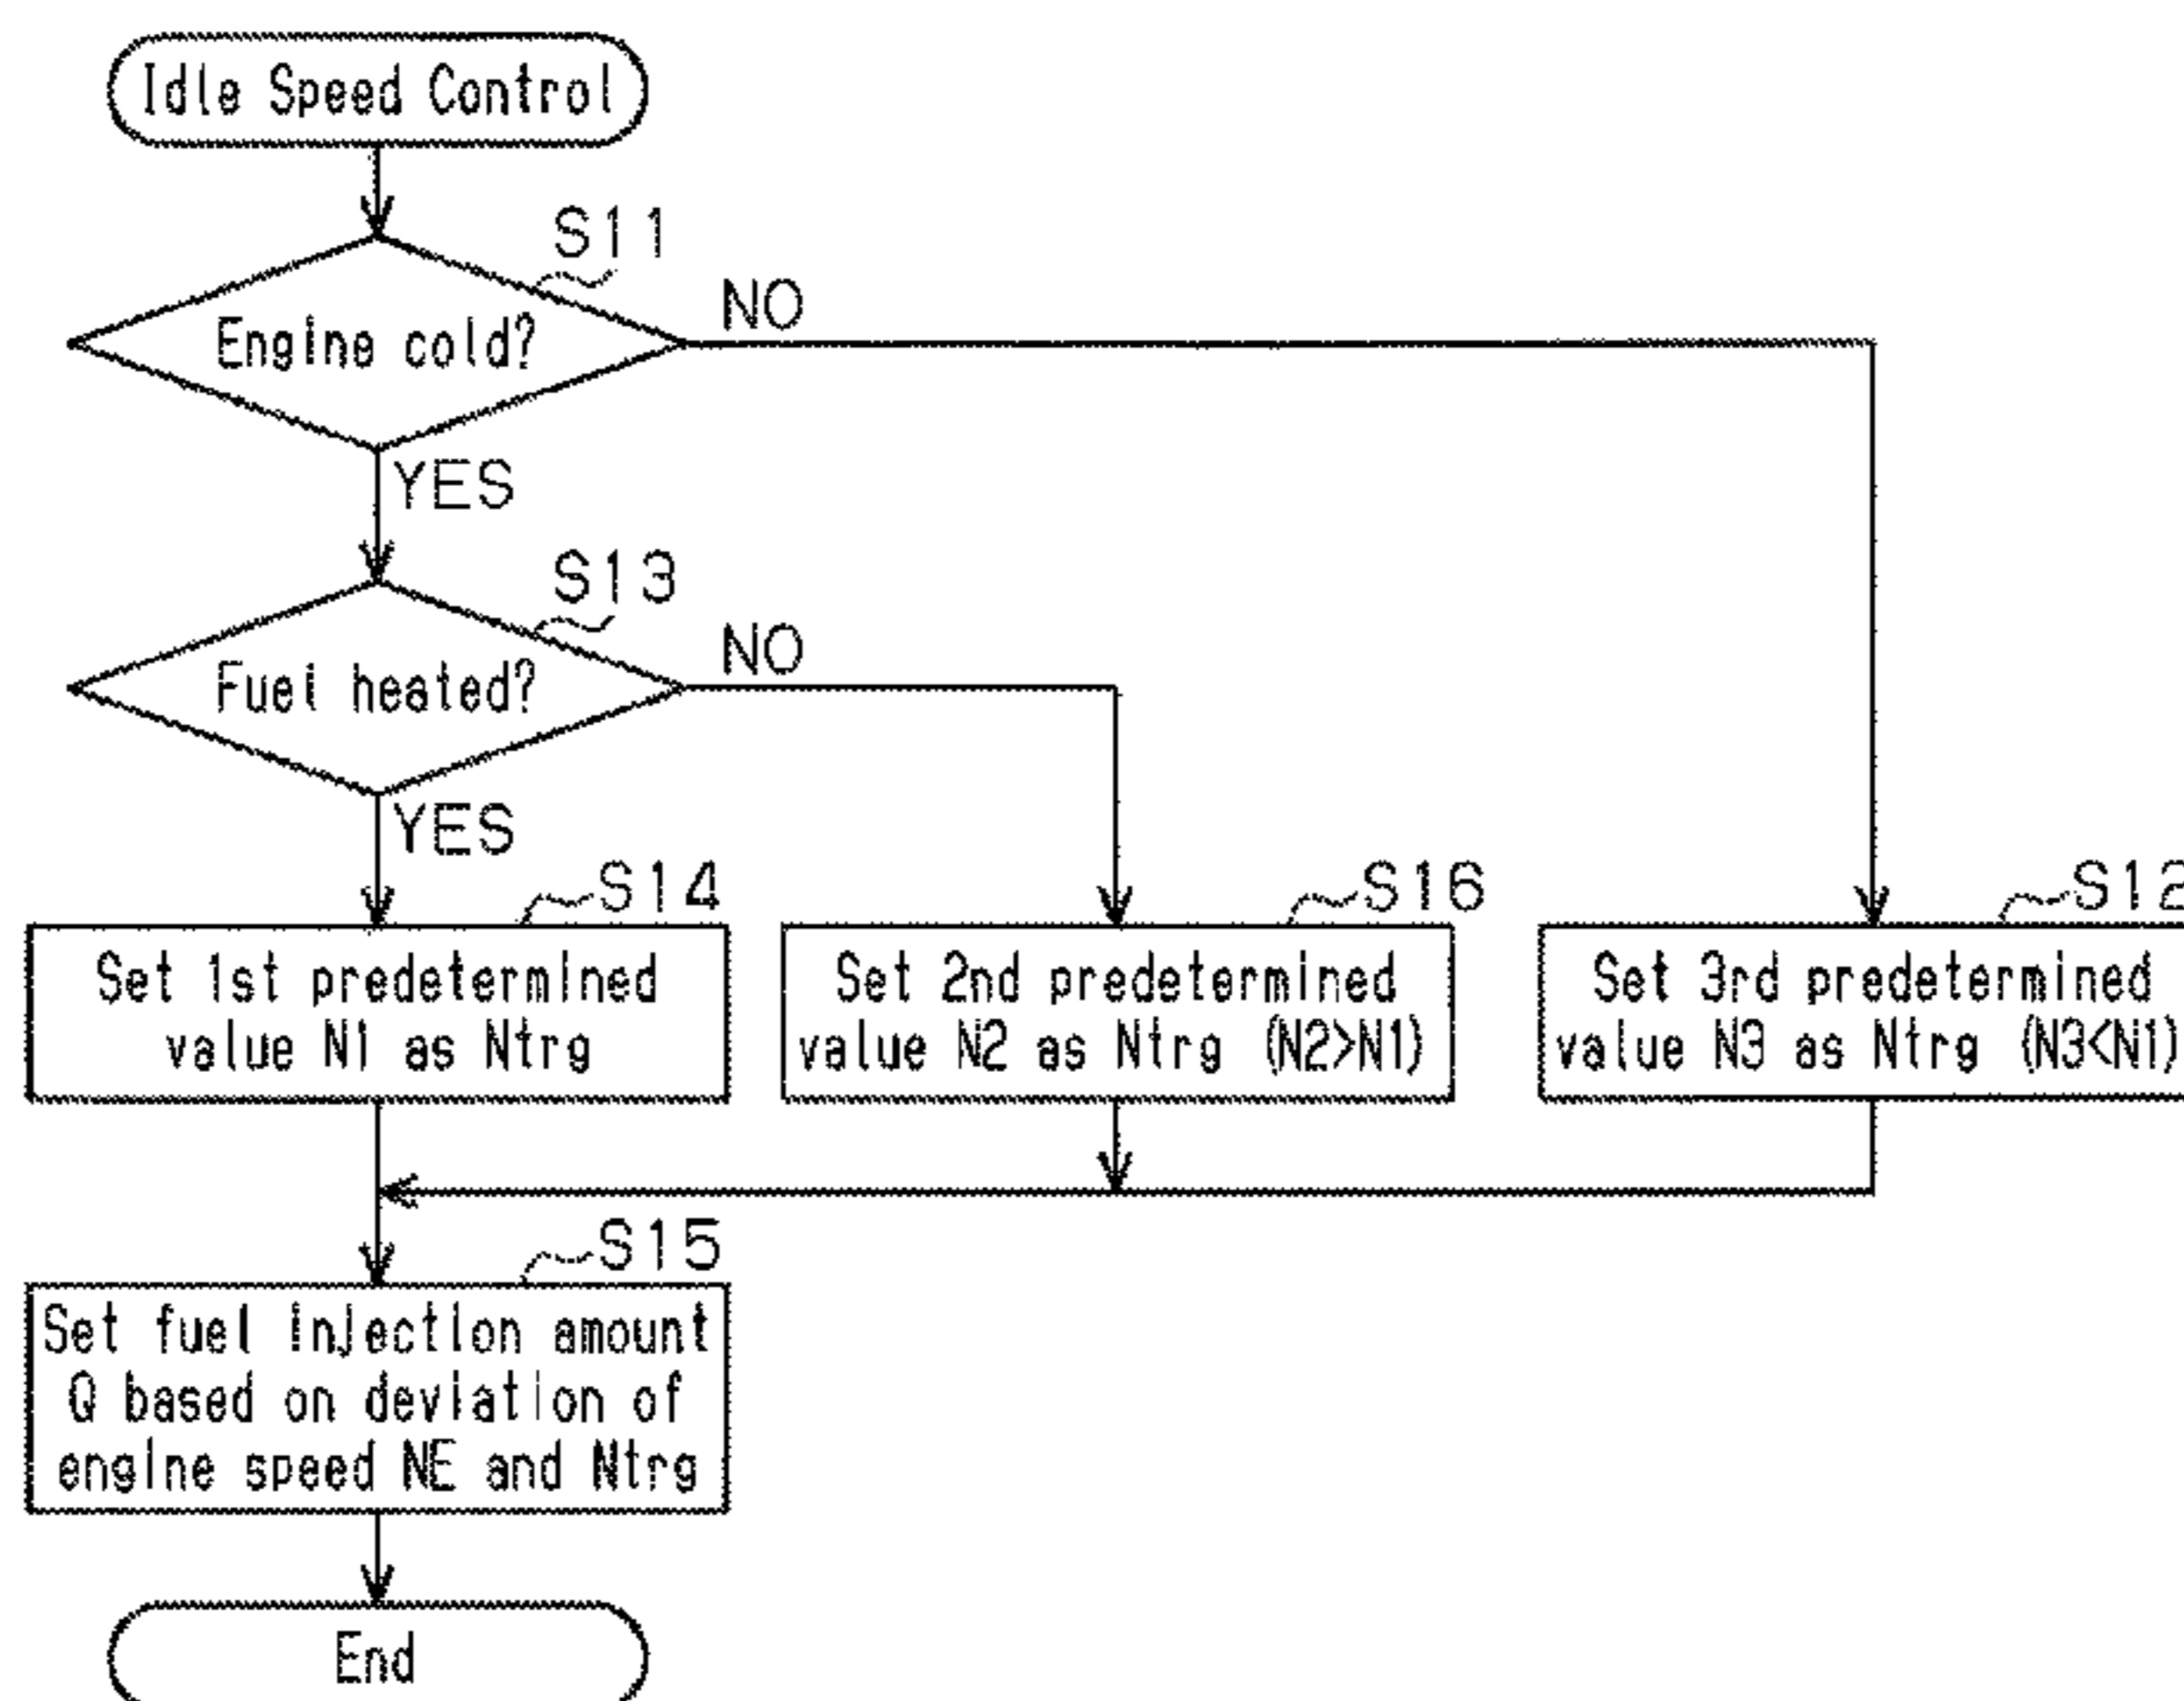 Idle Speed Control
S11
Engine cold?
NO
YES
S13
Fuel heated?
NO
YES
S14
Set 1st predetermined
value N1 as Ntrg
S16
Set 2nd predetermined
value N2 as Ntrg (N2>N1)
S12
Set 3rd predetermined
value N3 as Ntrg (N3<N1)
S15
Set fuel injection amount
Q based on deviation of
engine speed NE and Ntrg
End